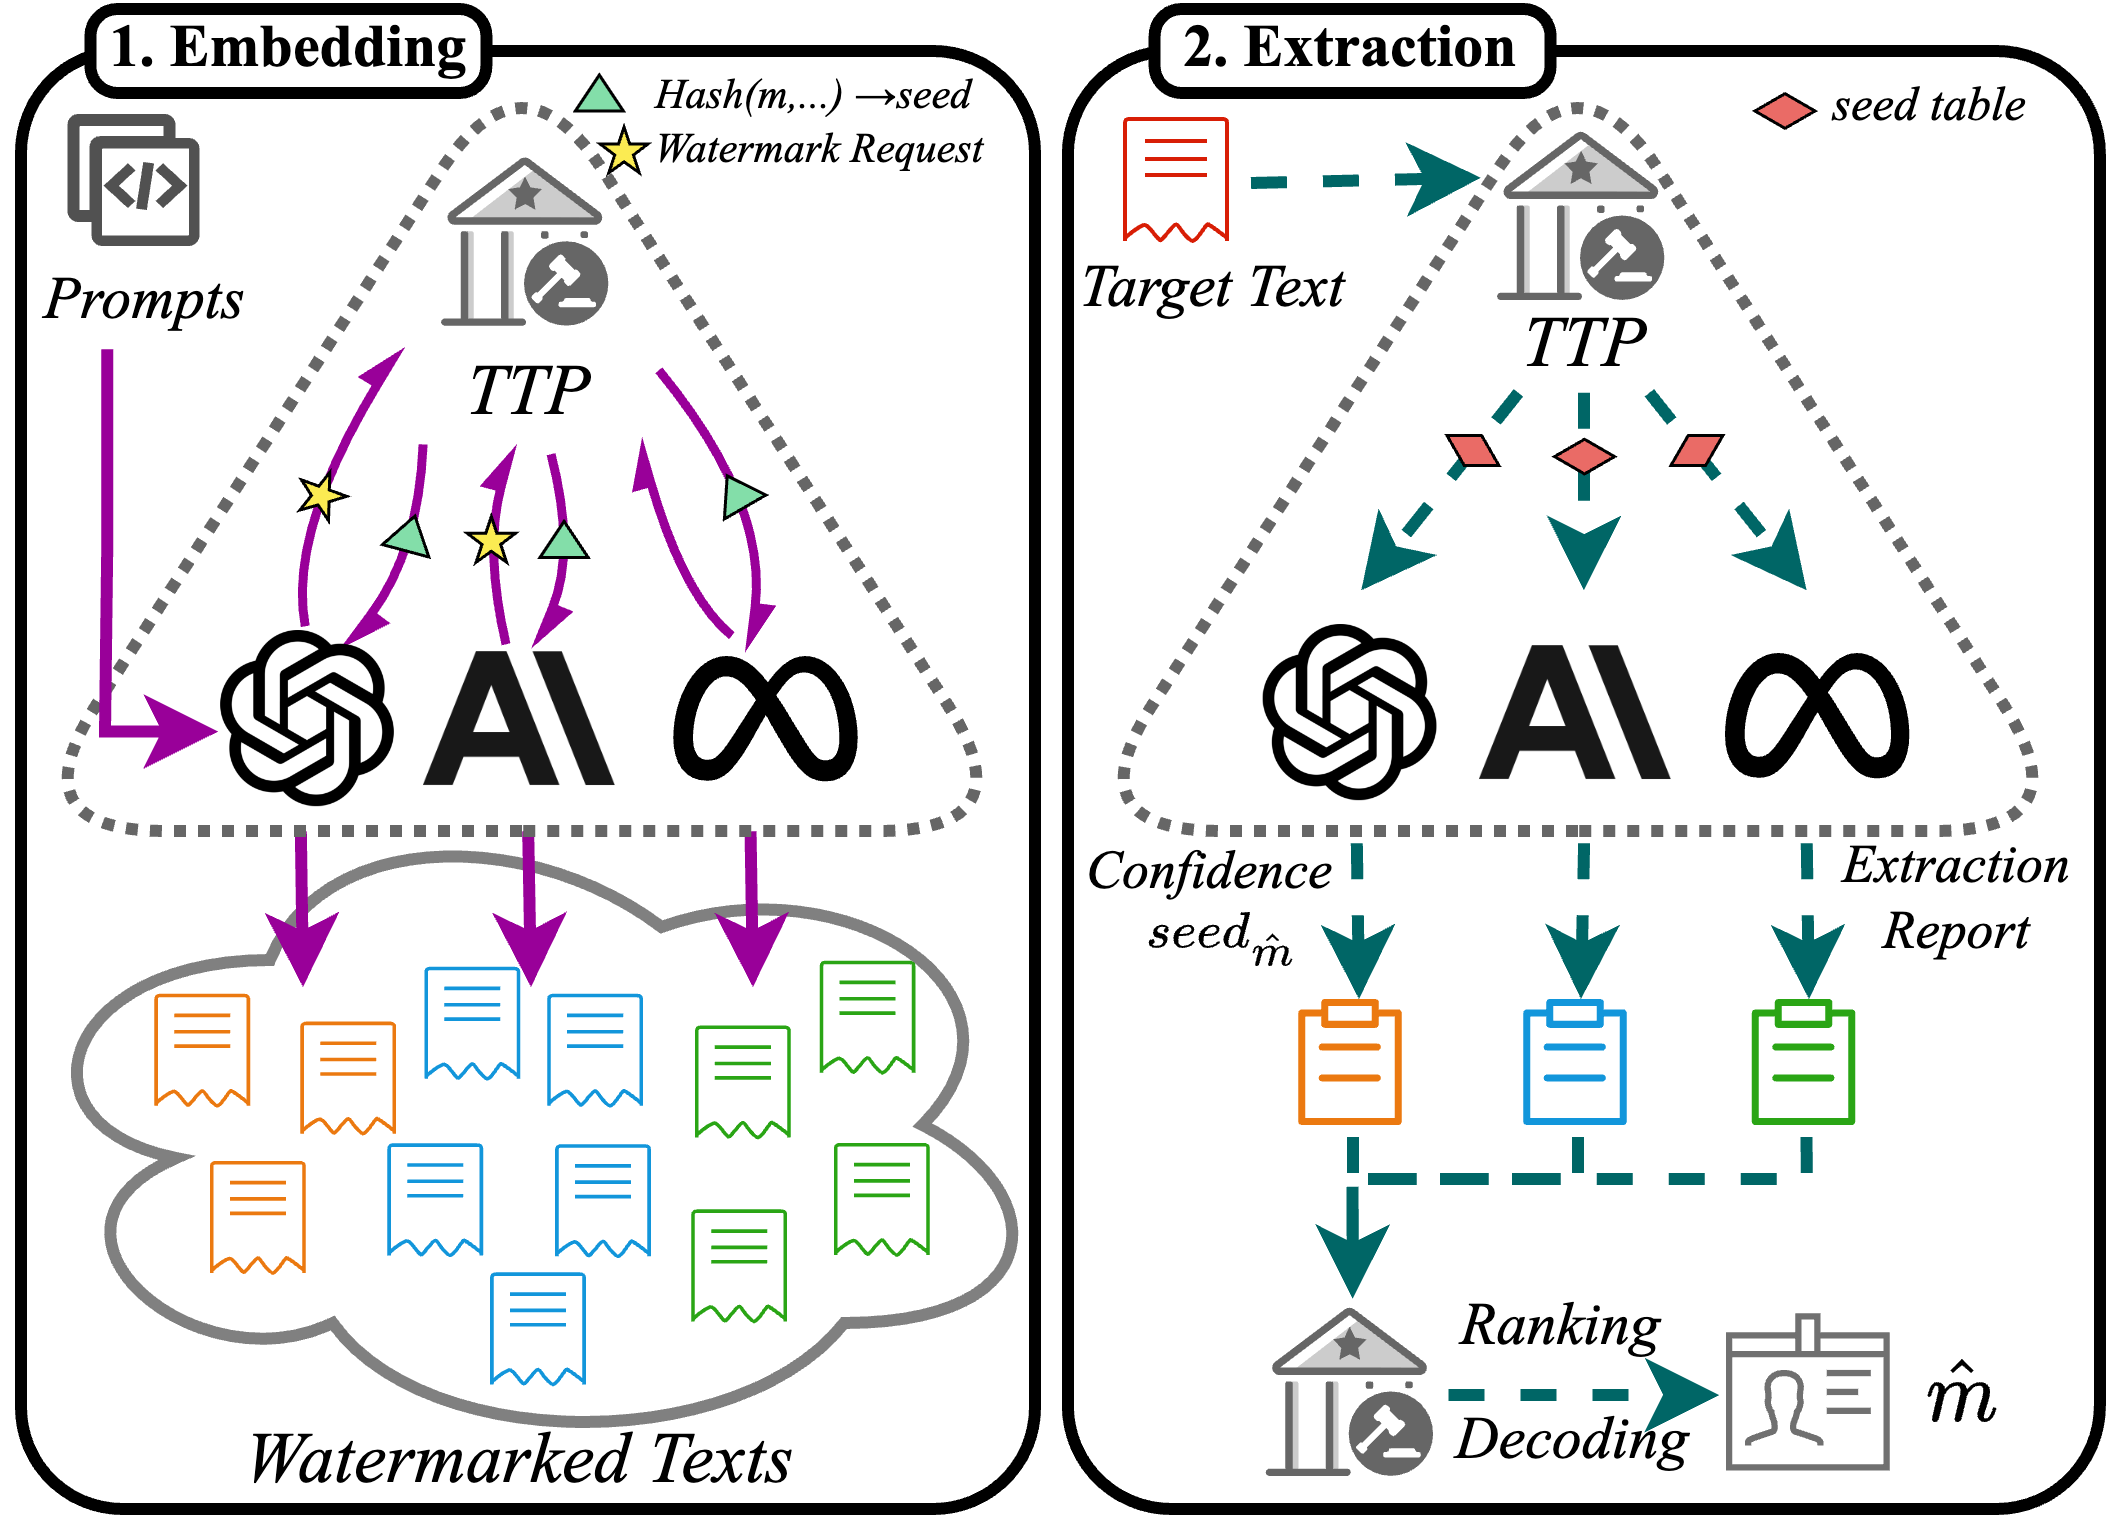 1. Embedding
Hash(m,...) →seed
Watermark Request
Prompts
</>
TTP
Watermarked Texts
2. Extraction
seed table
Target Text
TTP
Confidence
seed_{\hat{m}}
Extraction
Report
Ranking
Decoding
\hat{m}